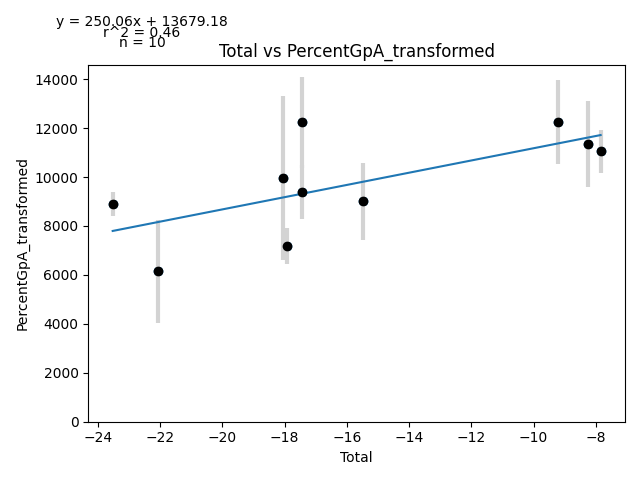 y = 250.06x + 13679.18
r^2 = 0.46
n = 10
Total vs PercentGpA_transformed
PercentGpA_transformed
14000
12000
10000
8000
6000
4000
2000
0
−24 −22 −20 −18 −16 −14 −12 −10 −8
Total